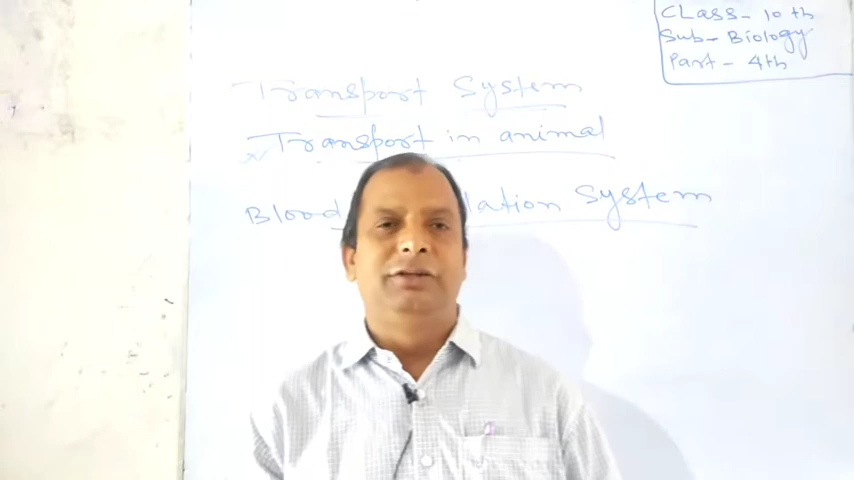 CLass- 10 th
Sub- Biology
Part - 4th
Transport System
Transport in animal
Blood lation System